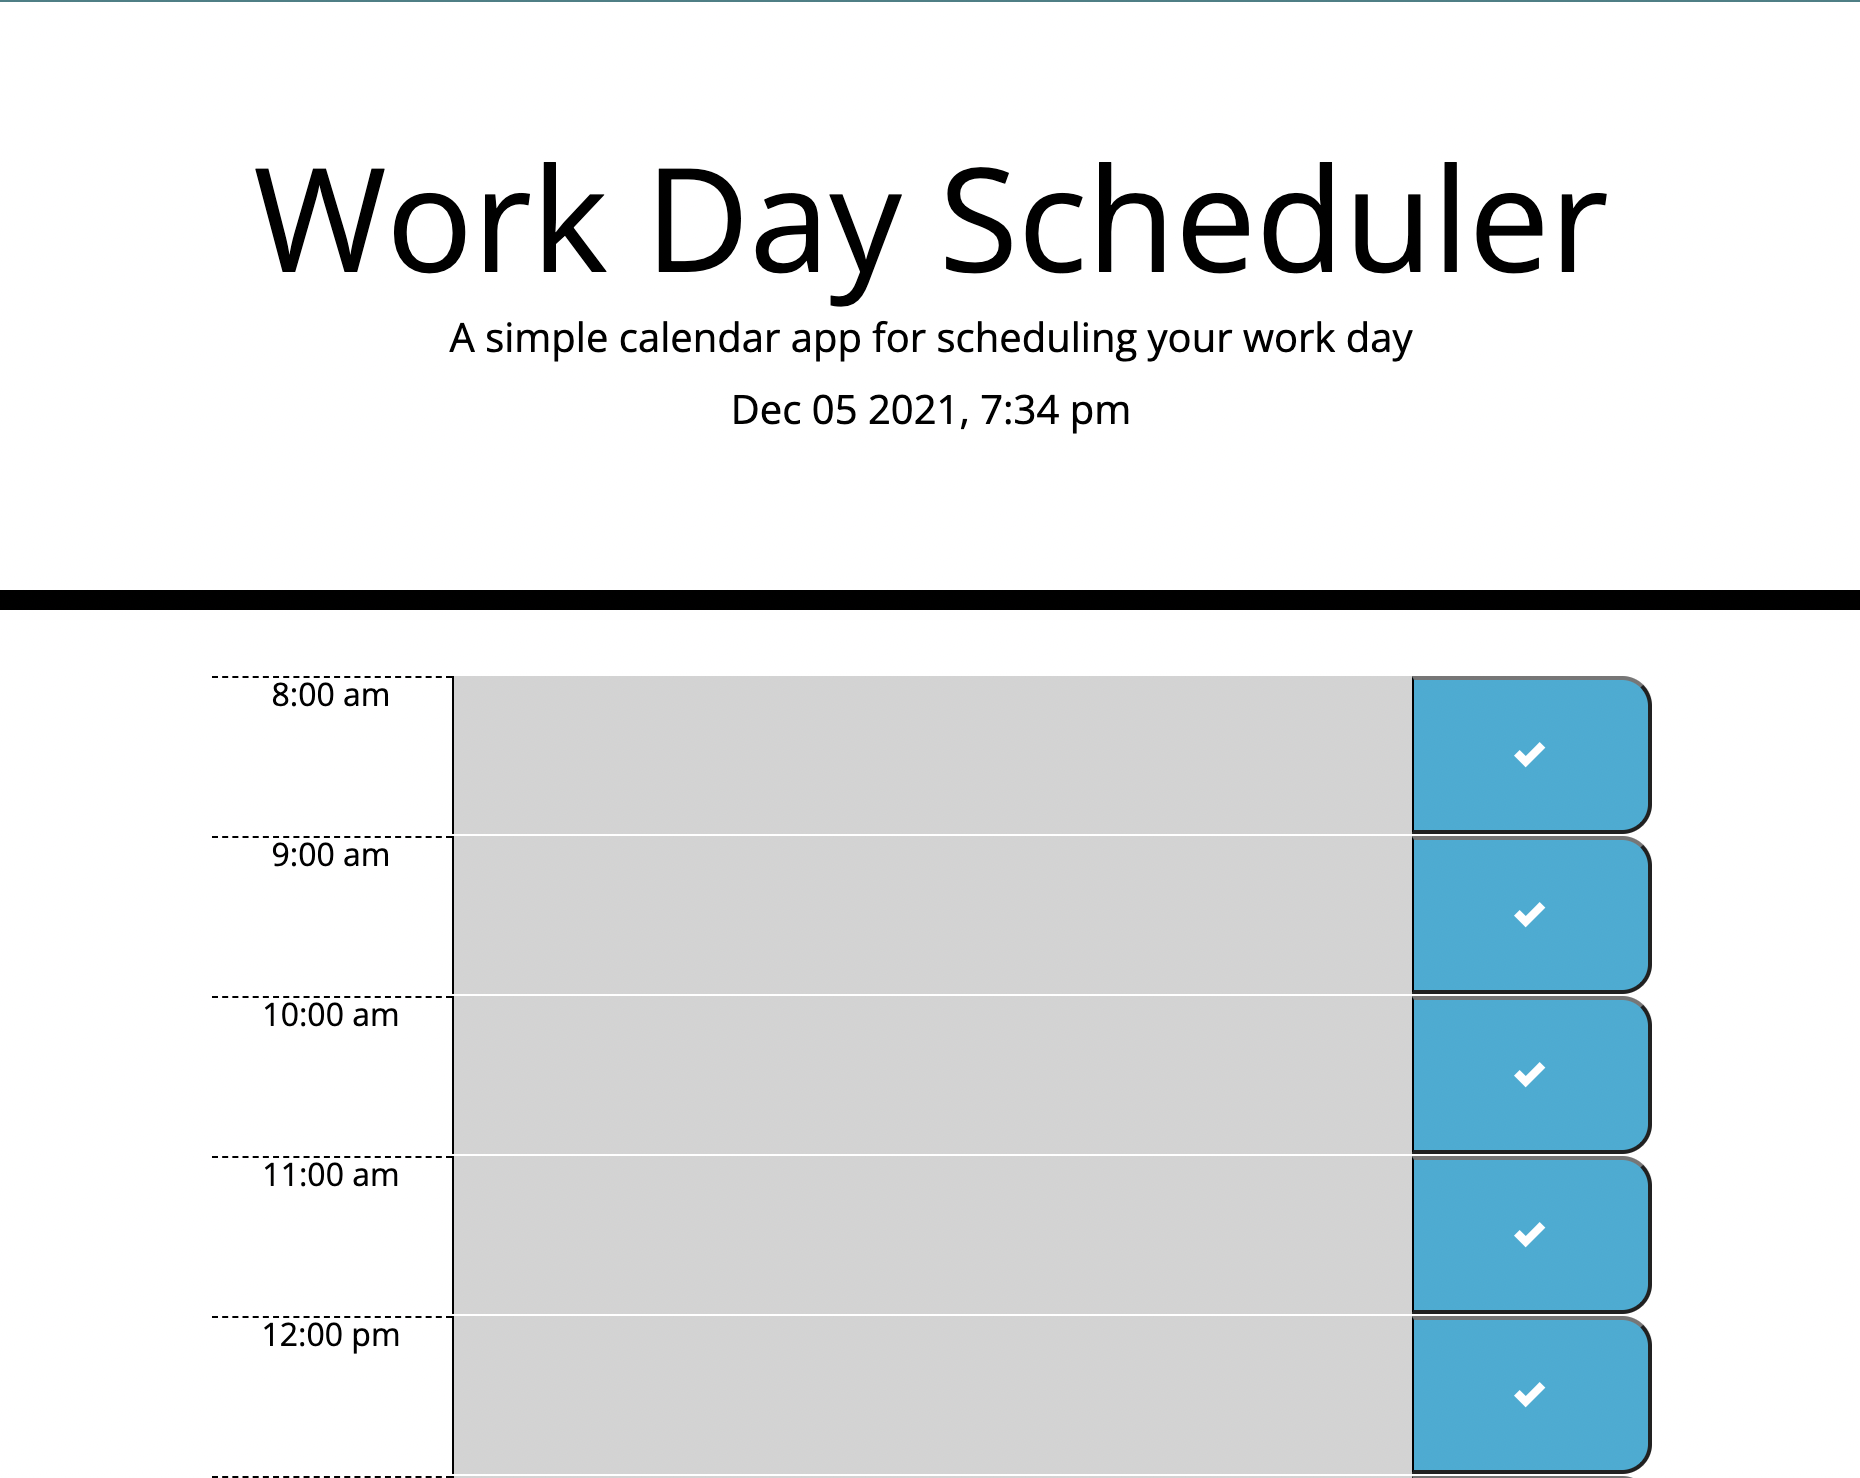 Work Day Scheduler
A simple calendar app for scheduling your work day
Dec 05 2021, 7:34 pm
8:00 am
9:00 am
10:00 am
11:00 am
12:00 pm